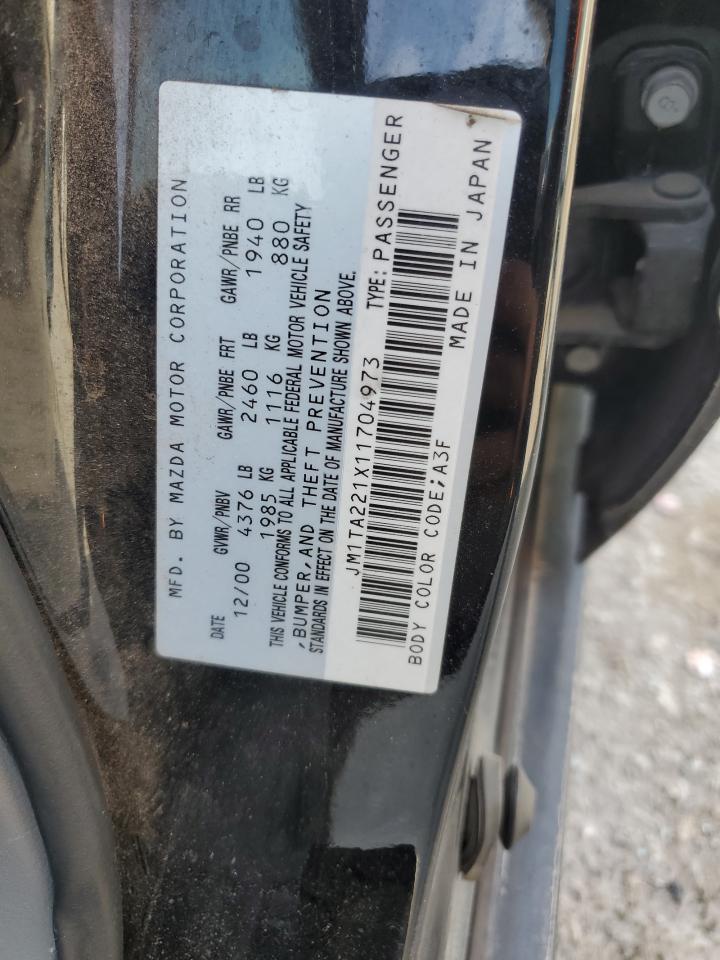 MFD. BY MAZDA MOTOR CORPORATION
DATE GVWR/PNBV GAWR/PNBE FRT GAWR/PNBE RR
12/00 4376 LB 2460 LB 1940 LB
1985 KG 1116 KG 880 KG
THIS VEHICLE CONFORMS TO ALL APPLICABLE FEDERAL MOTOR VEHICLE SAFETY
,BUMPER,AND THEFT PREVENTION
STANDARDS IN EFFECT ON THE DATE OF MANUFACTURE SHOWN ABOVE.
JM1TA221X11704973 TYPE: PASSENGER
BODY COLOR CODE;A3F MADE IN JAPAN